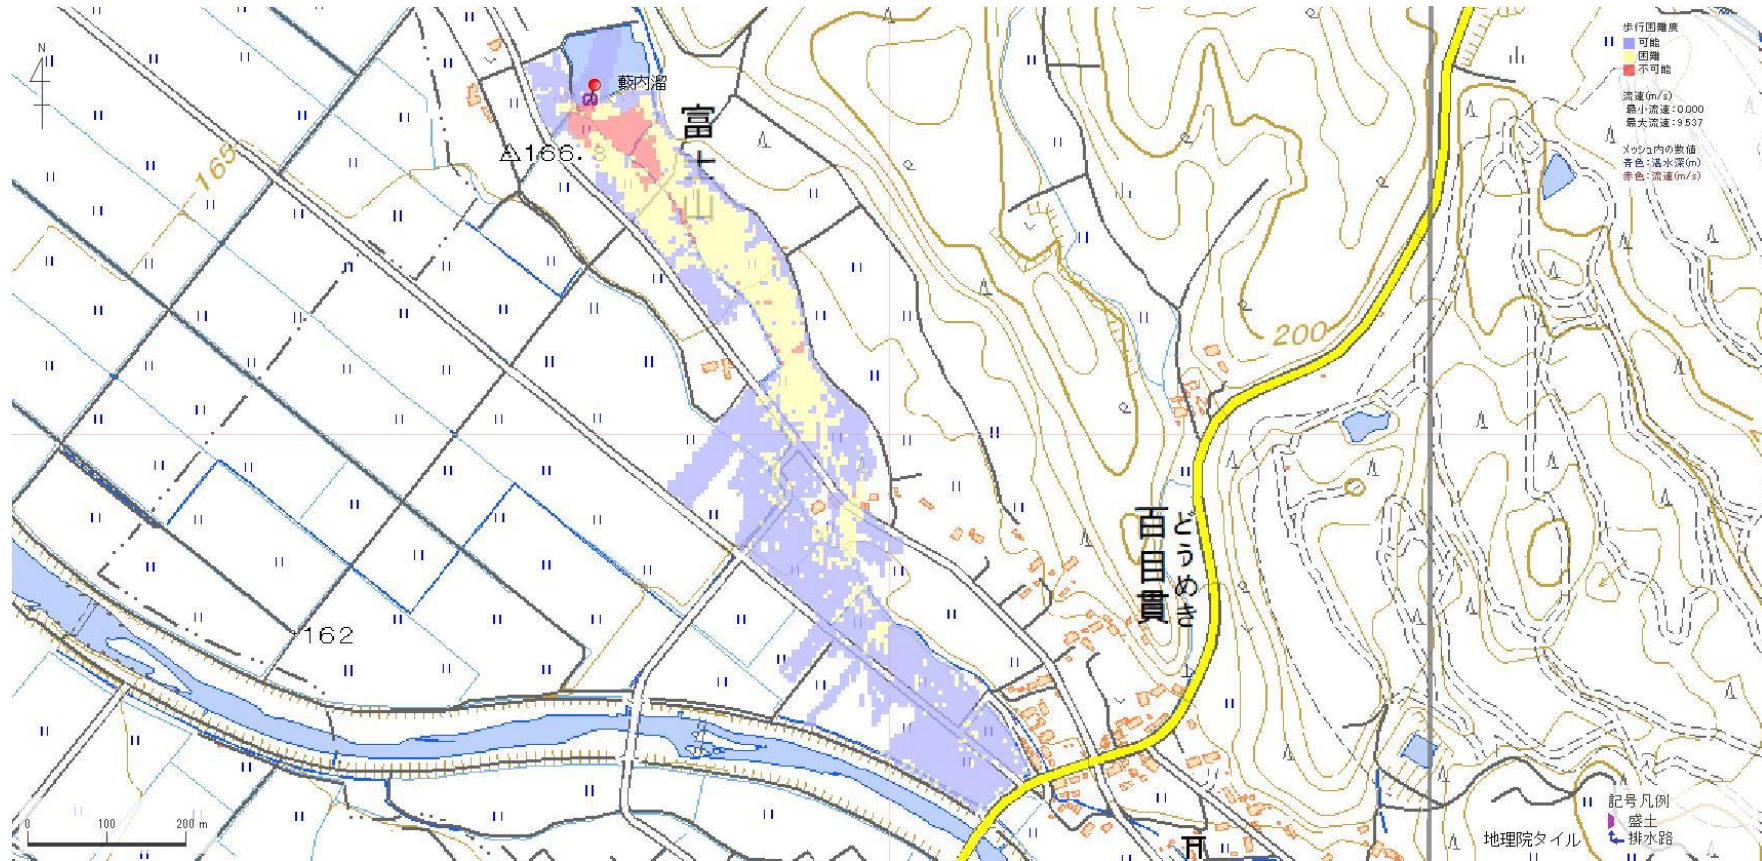 N
藪内溜
富士山
△166.8
165
200
162
百目貫
どうめき
歩行困難度
可能
困難
不可能
流速(m/s)
最小流速:0.000
最大流速:9.537
メッシュ内の数値
青色:湛水深(m)
赤色:流速(m/s)
0 100 200 m
記号凡例
盛土
排水路
地理院タイル